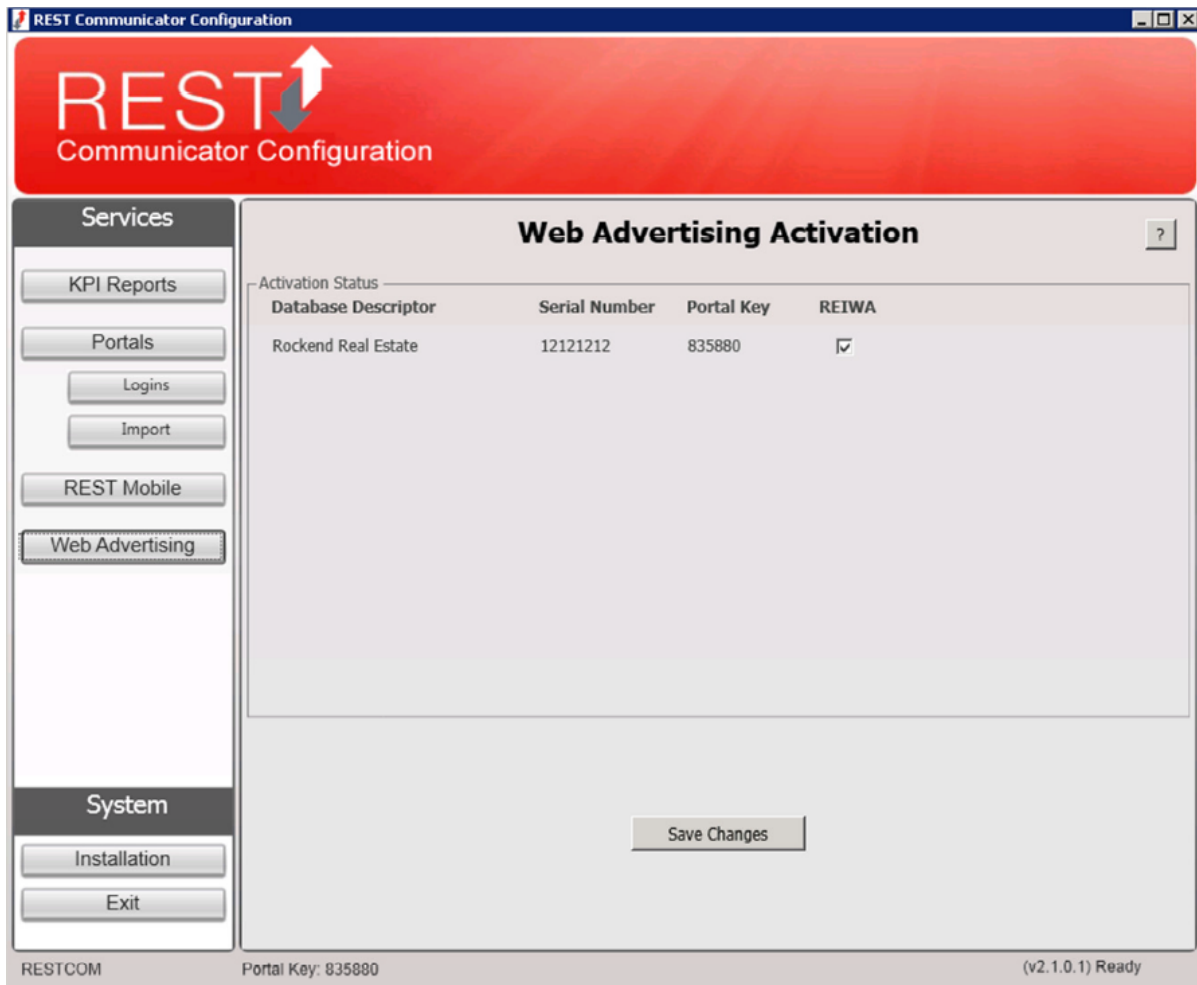 REST Communicator Configuration
REST
Communicator Configuration
Services
KPI Reports
Portals
Logins
Import
REST Mobile
Web Advertising
System
Installation
Exit
Web Advertising Activation
?
Activation Status
Database Descriptor Serial Number Portal Key REIWA
Rockend Real Estate 12121212 835880
Save Changes
RESTCOM Portal Key: 835880 (v2.1.0.1) Ready